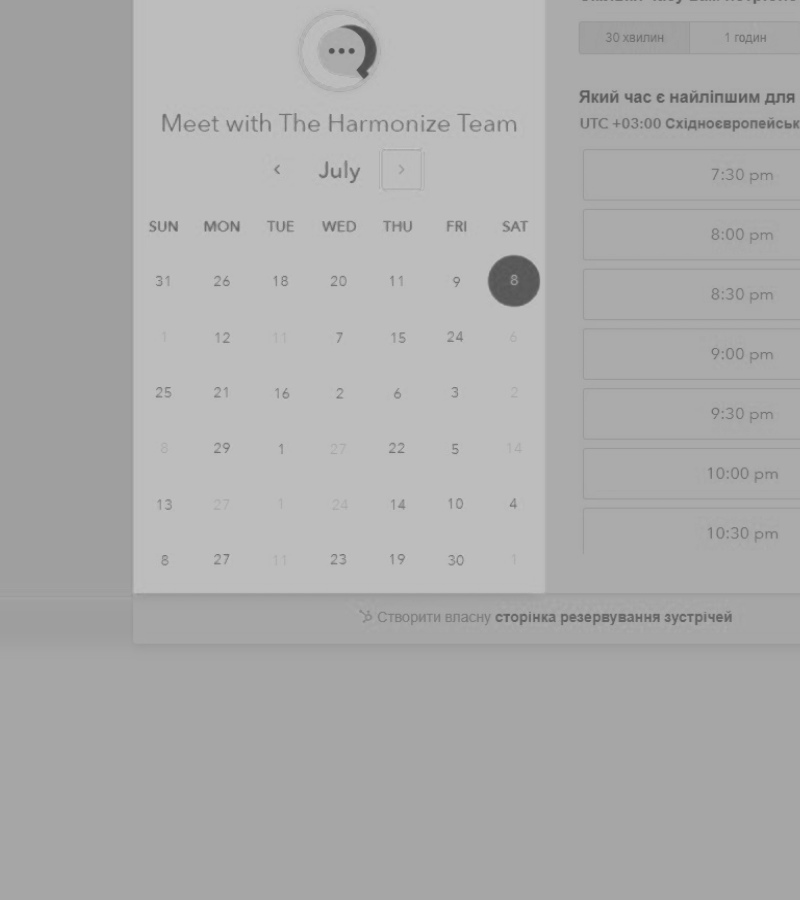 Meet with The Harmonize Team
July
SUN MON TUE WED THU FRI SAT
31 26 18 20 11 9 8
1 12 11 7 15 24 6
25 21 16 2 6 3 2
8 29 1 27 22 5 14
13 27 1 24 14 10 4
8 27 11 23 19 30 1
30 хвилин 1 годин
Який час є найліпшим для
UTC +03:00 Східноєвропейськ
7:30 pm
8:00 pm
8:30 pm
9:00 pm
9:30 pm
10:00 pm
10:30 pm
Створити власну сторінка резервування зустрічей